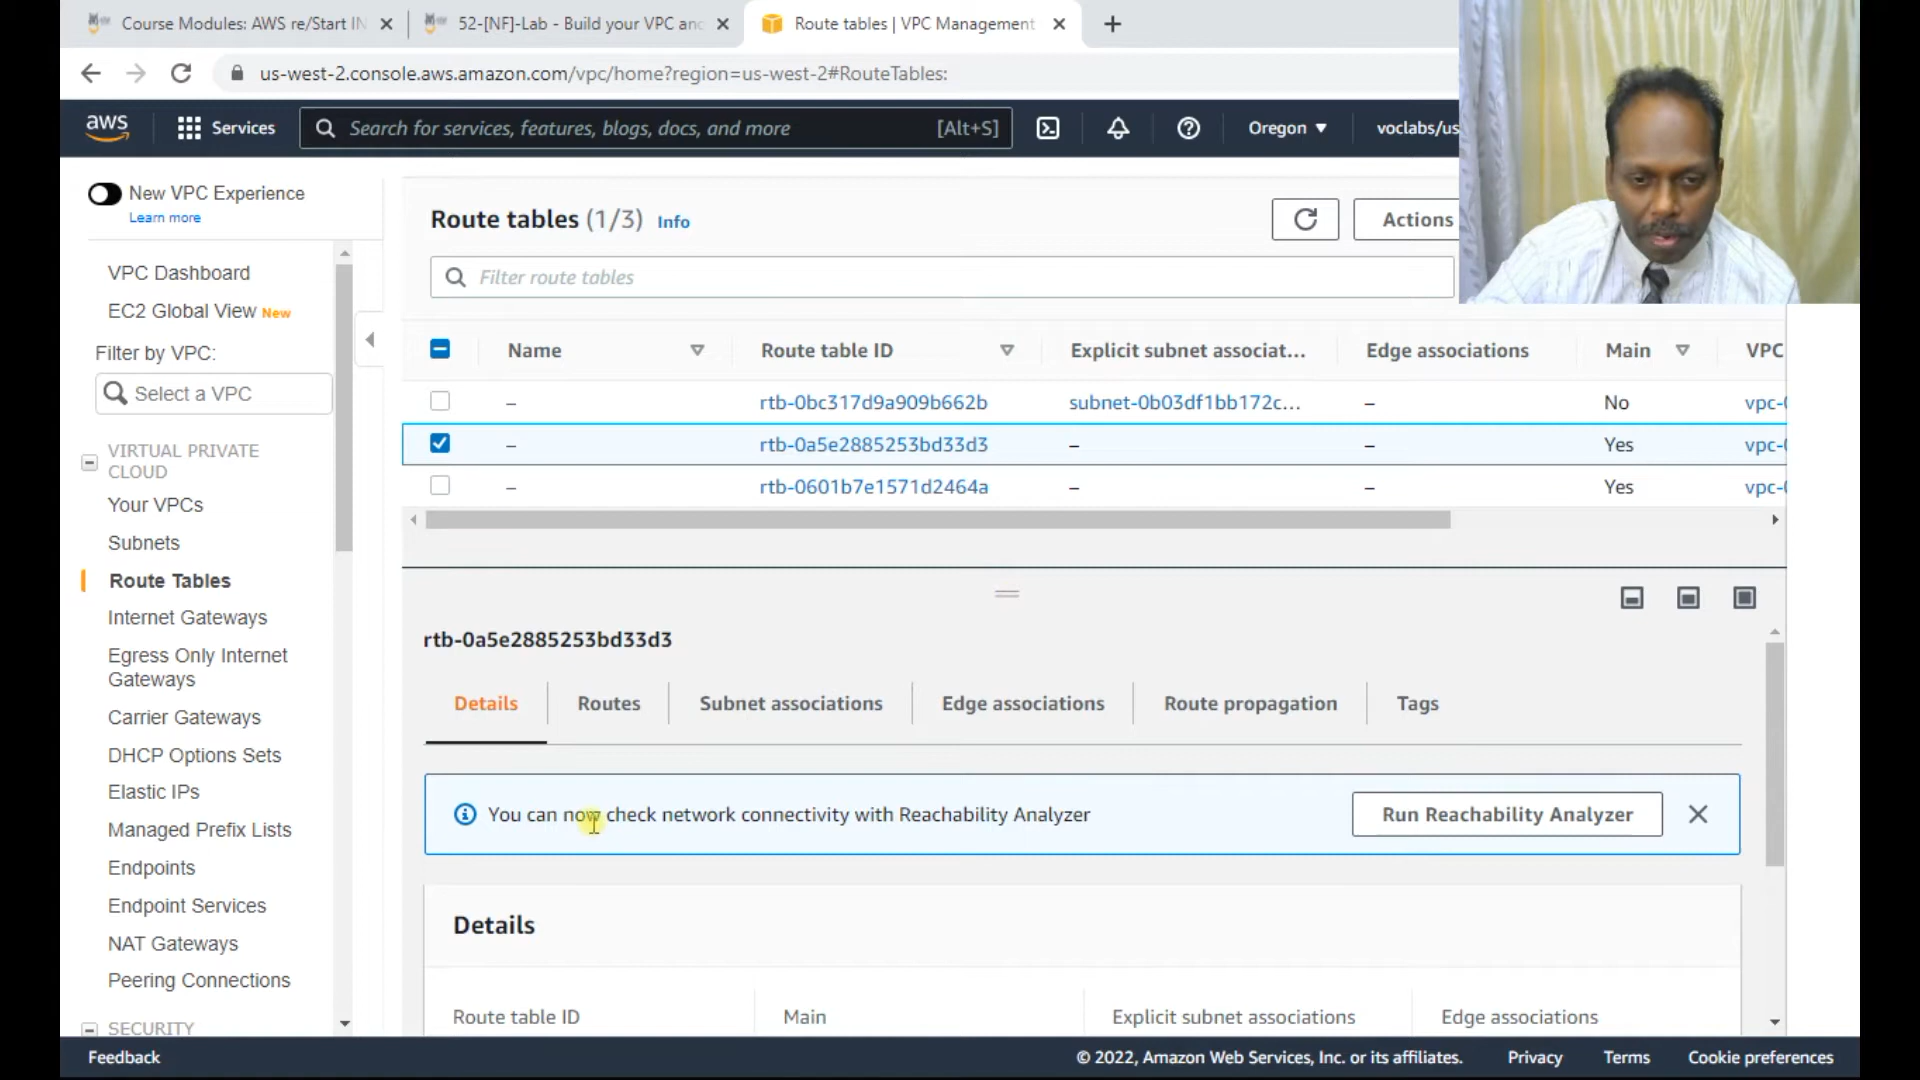 Course Modules: AWS re/Start IN
52-[NF]-Lab - Build your VPC and
Route tables | VPC Management
us-west-2.console.aws.amazon.com/vpc/home?region=us-west-2#RouteTables:
aws
Services
Search for services, features, blogs, docs, and more
[Alt+S]
Oregon
voclabs/us
New VPC Experience
Learn more
VPC Dashboard
EC2 Global View New
Filter by VPC:
Select a VPC
VIRTUAL PRIVATE
CLOUD
Your VPCs
Subnets
Route Tables
Internet Gateways
Egress Only Internet
Gateways
Carrier Gateways
DHCP Options Sets
Elastic IPs
Managed Prefix Lists
Endpoints
Endpoint Services
NAT Gateways
Peering Connections
SECURITY
Route tables (1/3) Info
Actions
Filter route tables
Name Route table ID Explicit subnet associat... Edge associations Main VPC
– rtb-0bc317d9a909b662b subnet-0b03df1bb172c... – No vpc-0
– rtb-0a5e2885253bd33d3 – – Yes vpc-0
– rtb-0601b7e1571d2464a – – Yes vpc-0
rtb-0a5e2885253bd33d3
Details Routes Subnet associations Edge associations Route propagation Tags
You can now check network connectivity with Reachability Analyzer
Run Reachability Analyzer
Details
Route table ID Main Explicit subnet associations Edge associations
Feedback
© 2022, Amazon Web Services, Inc. or its affiliates. Privacy Terms Cookie preferences